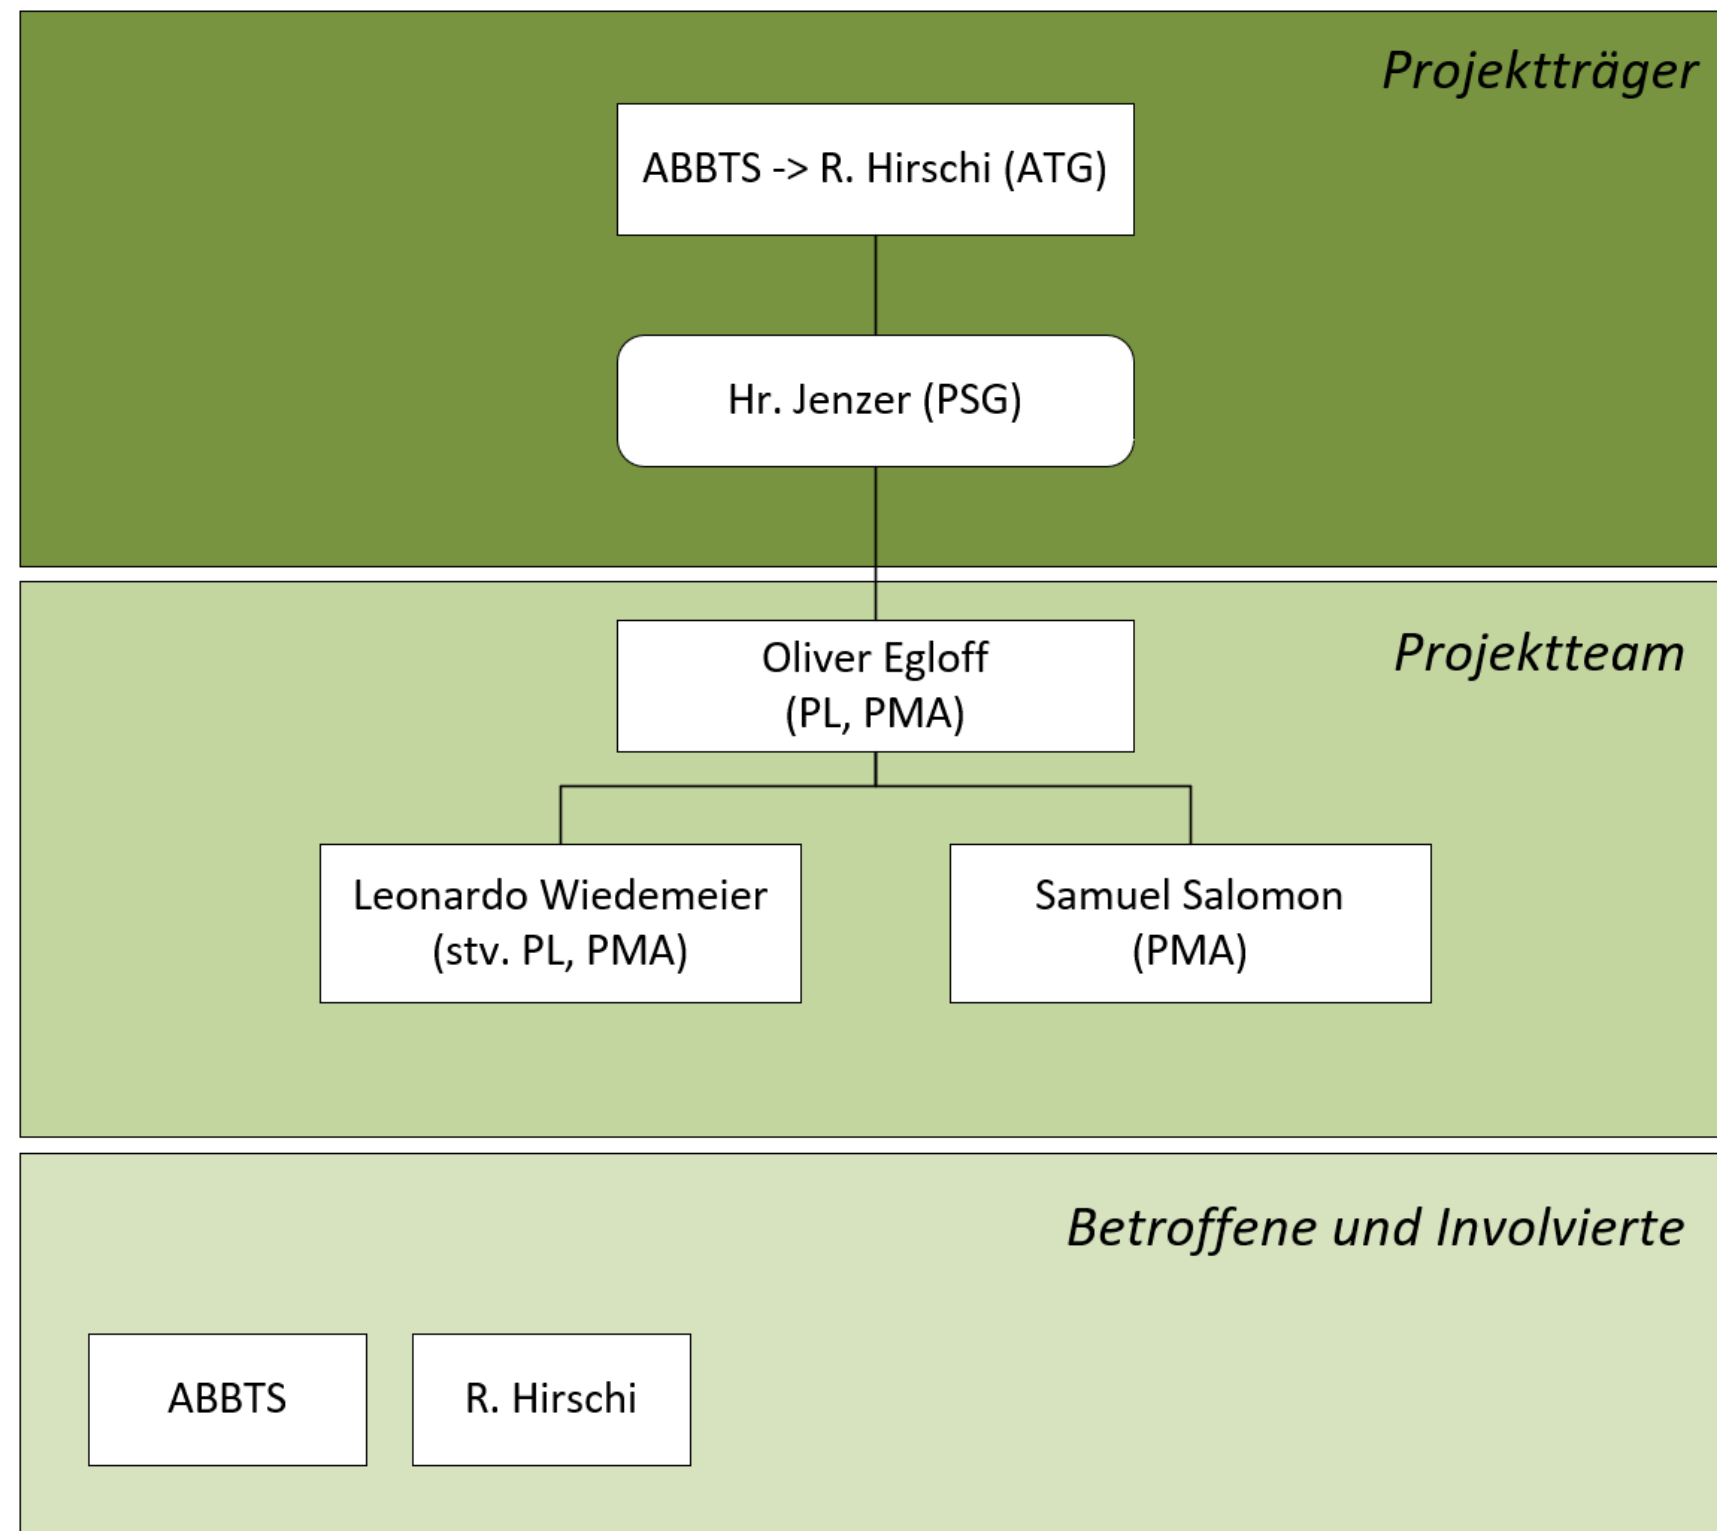 Projektträger
ABBTS -> R. Hirschi (ATG)
Hr. Jenzer (PSG)
Projektteam
Oliver Egloff
(PL, PMA)
Leonardo Wiedemeier
(stv. PL, PMA)
Samuel Salomon
(PMA)
Betroffene und Involvierte
ABBTS
R. Hirschi